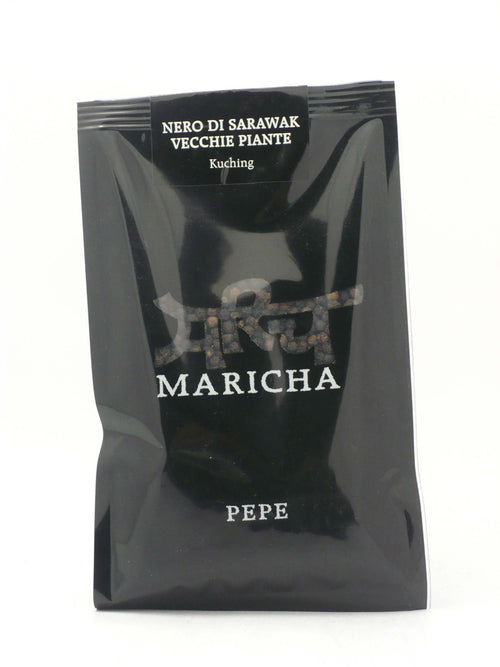 NERO DI SARAWAK
VECCHIE PIANTE
Kuching
मरिच
MARICHA
PEPE